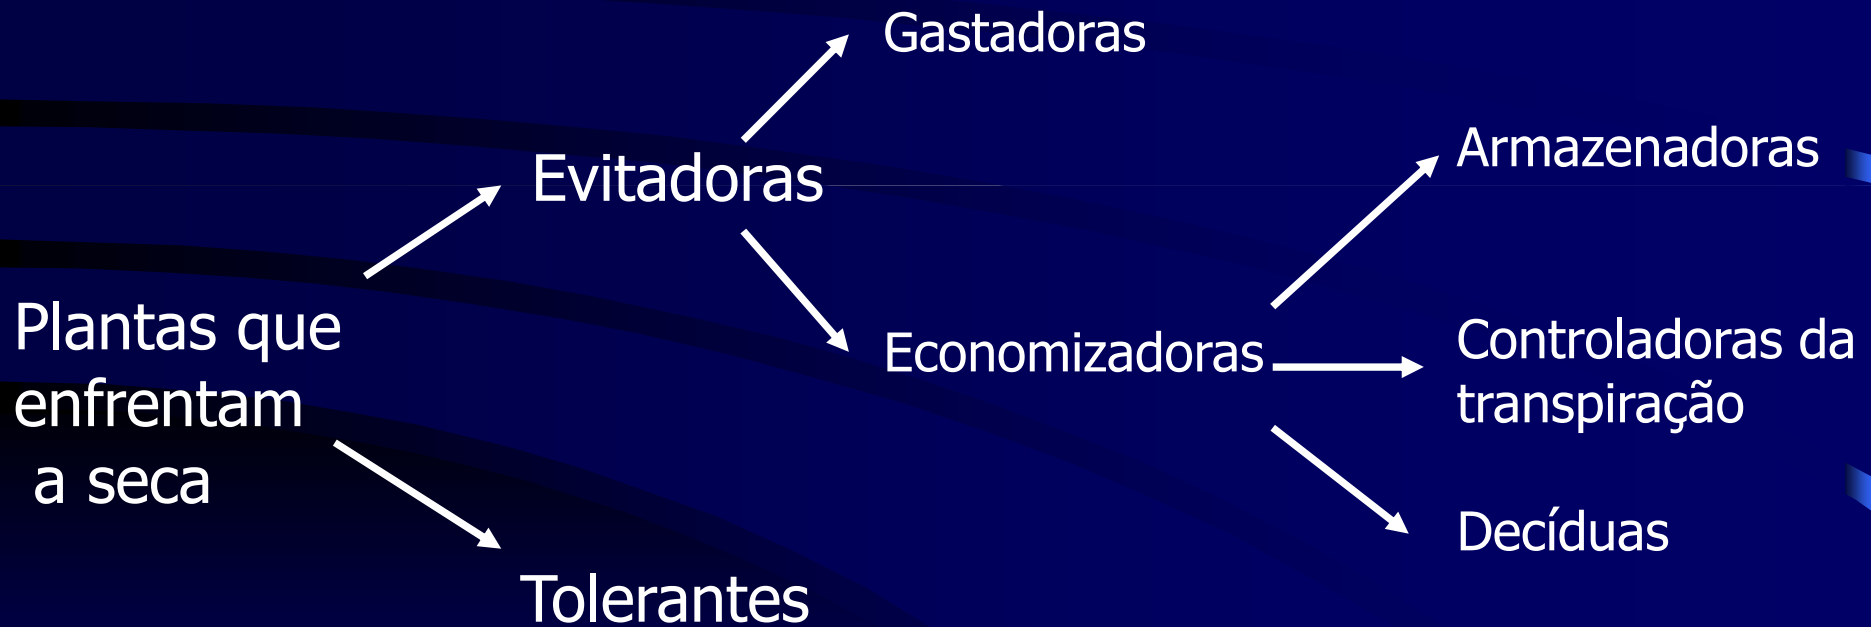 Gastadoras
Armazenadoras
Evitadoras
Plantas que
enfrentam
a seca
Economizadoras
Controladoras da
transpiração
Decíduas
Tolerantes